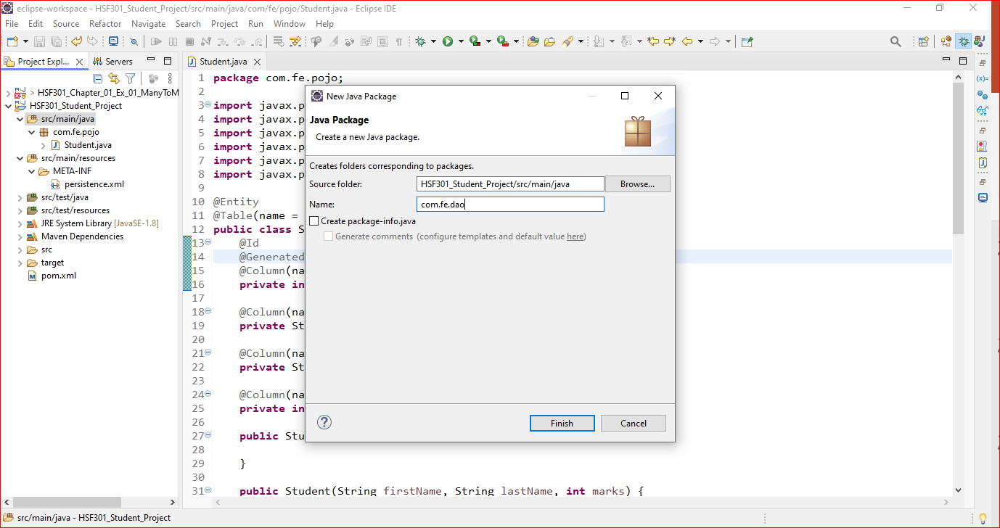 eclipse-workspace - HSF301_Student_Project/src/main/java/com/fe/pojo/Student.java - Eclipse IDE
File Edit Source Refactor Navigate Search Project Run Window Help
Project Expl... Servers
HSF301_Chapter_01_Ex_01_ManyToM
HSF301_Student_Project
src/main/java
com.fe.pojo
Student.java
src/main/resources
META-INF
persistence.xml
src/test/java
src/test/resources
JRE System Library [JavaSE-1.8]
Maven Dependencies
src
target
pom.xml
Student.java
1 package com.fe.pojo;
2
3 import javax.p
4 import javax.p
5 import javax.p
6 import javax.p
7 import javax.p
8 import javax.p
9
10 @Entity
11 @Table(name =
12 public class S
13 @Id
14 @Generated
15 @Column(na
16 private in
17
18 @Column(na
19 private St
20
21 @Column(na
22 private St
23
24 @Column(na
25 private in
26
27 public Stu
28
29 }
30
31 public Student(String firstName, String lastName, int marks) {
New Java Package
Java Package
Create a new Java package.
Creates folders corresponding to packages.
Source folder: HSF301_Student_Project/src/main/java Browse...
Name: com.fe.dao
Create package-info.java
Generate comments (configure templates and default value here)
? Finish Cancel
src/main/java - HSF301_Student_Project